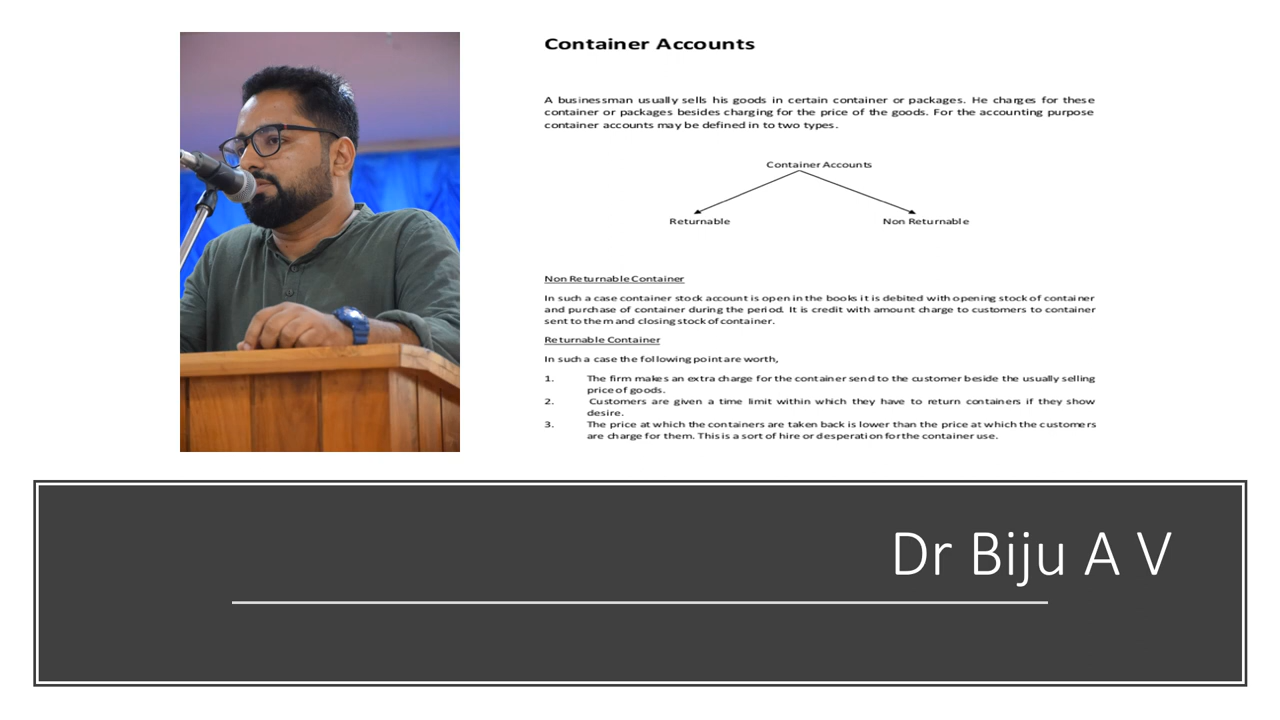 Container Accounts
A businessman usually sells his goods in certain container or packages. He charges for these
container or packages besides charging for the price of the goods. For the accounting purpose
container accounts may be defined in to two types.
Container Accounts
Returnable
Non Returnable
Non Returnable Container
In such a case container stock account is open in the books it is debited with opening stock of container
and purchase of container during the period. It is credit with amount charge to customers to container
sent to them and closing stock of container.
Returnable Container
In such a case the following point are worth,
1. The firm makes an extra charge for the container send to the customer beside the usually selling
price of goods.
2. Customers are given a time limit within which they have to return containers if they show
desire.
3. The price at which the containers are taken back is lower than the price at which the customers
are charge for them. This is a sort of hire or desperation for the container use.
Dr Biju A V